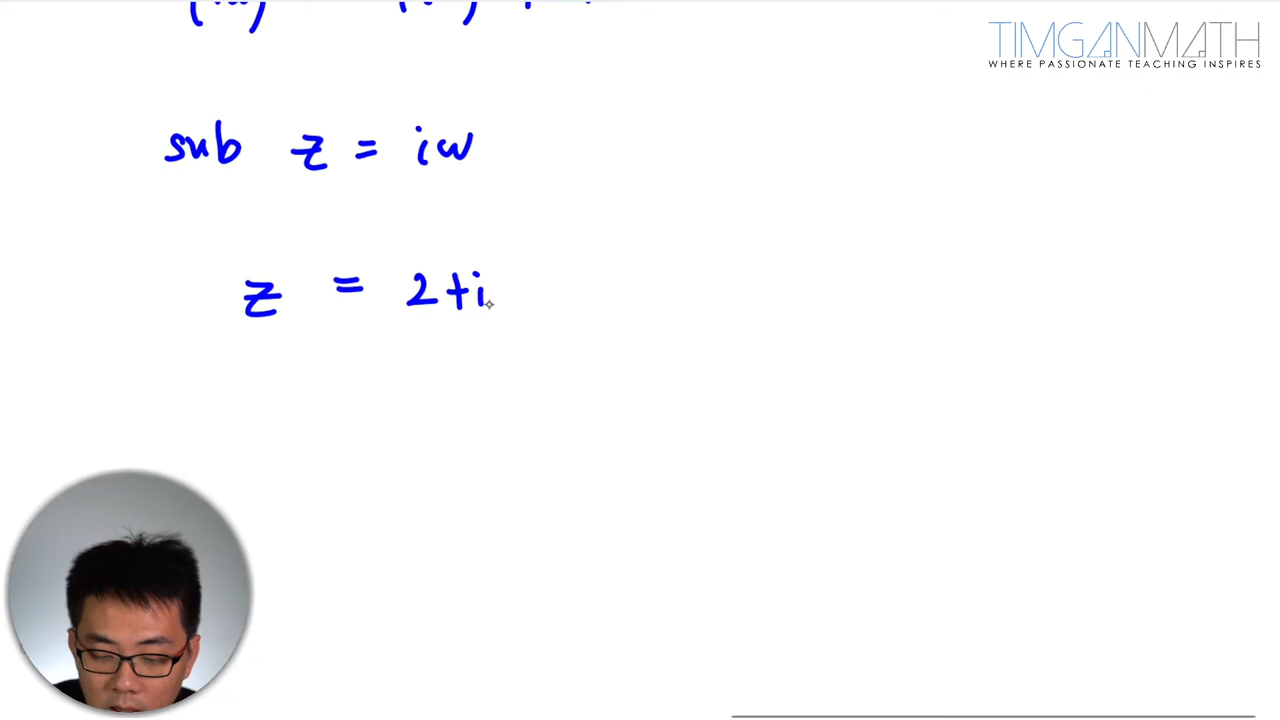 TIMGANMATH
WHERE PASSIONATE TEACHING INSPIRES
sub z = iw
z = 2+i